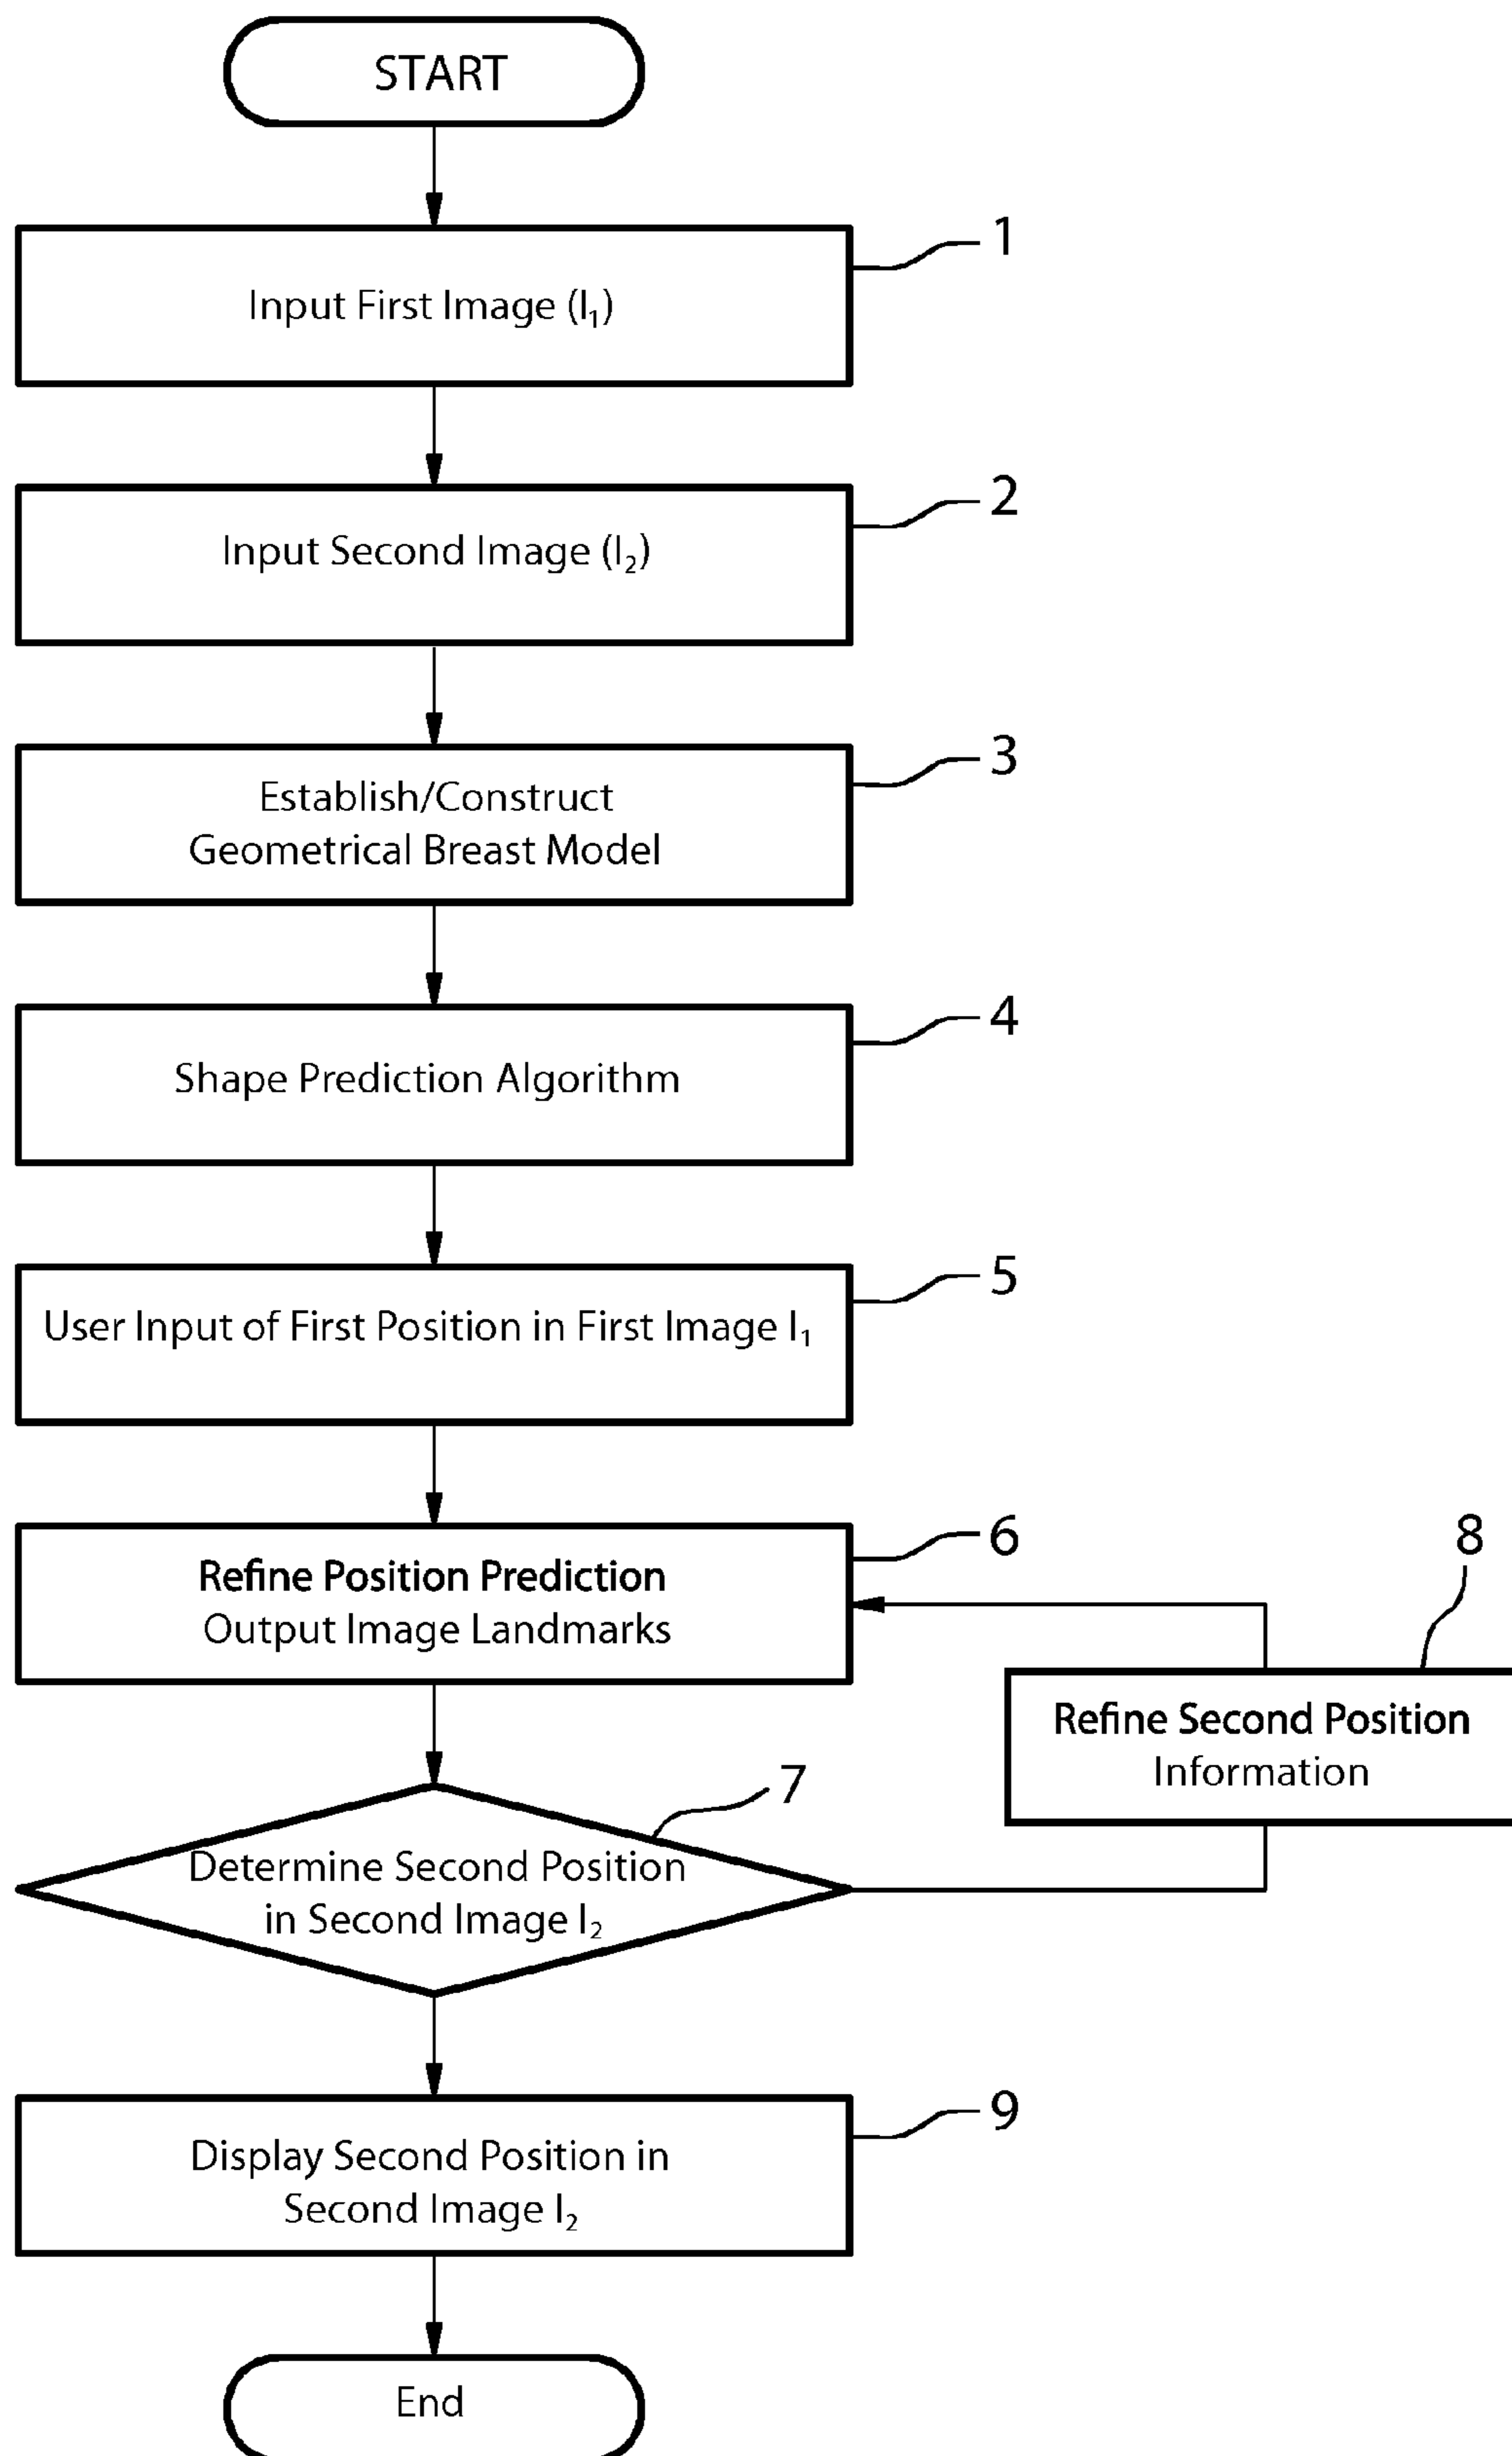 START
1
Input First Image (I₁)
2
Input Second Image (I₂)
3
Establish/Construct
Geometrical Breast Model
4
Shape Prediction Algorithm
5
User Input of First Position in First Image I₁
6
Refine Position Prediction
Output Image Landmarks
8
Refine Second Position
Information
7
Determine Second Position
in Second Image I₂
9
Display Second Position in
Second Image I₂
End